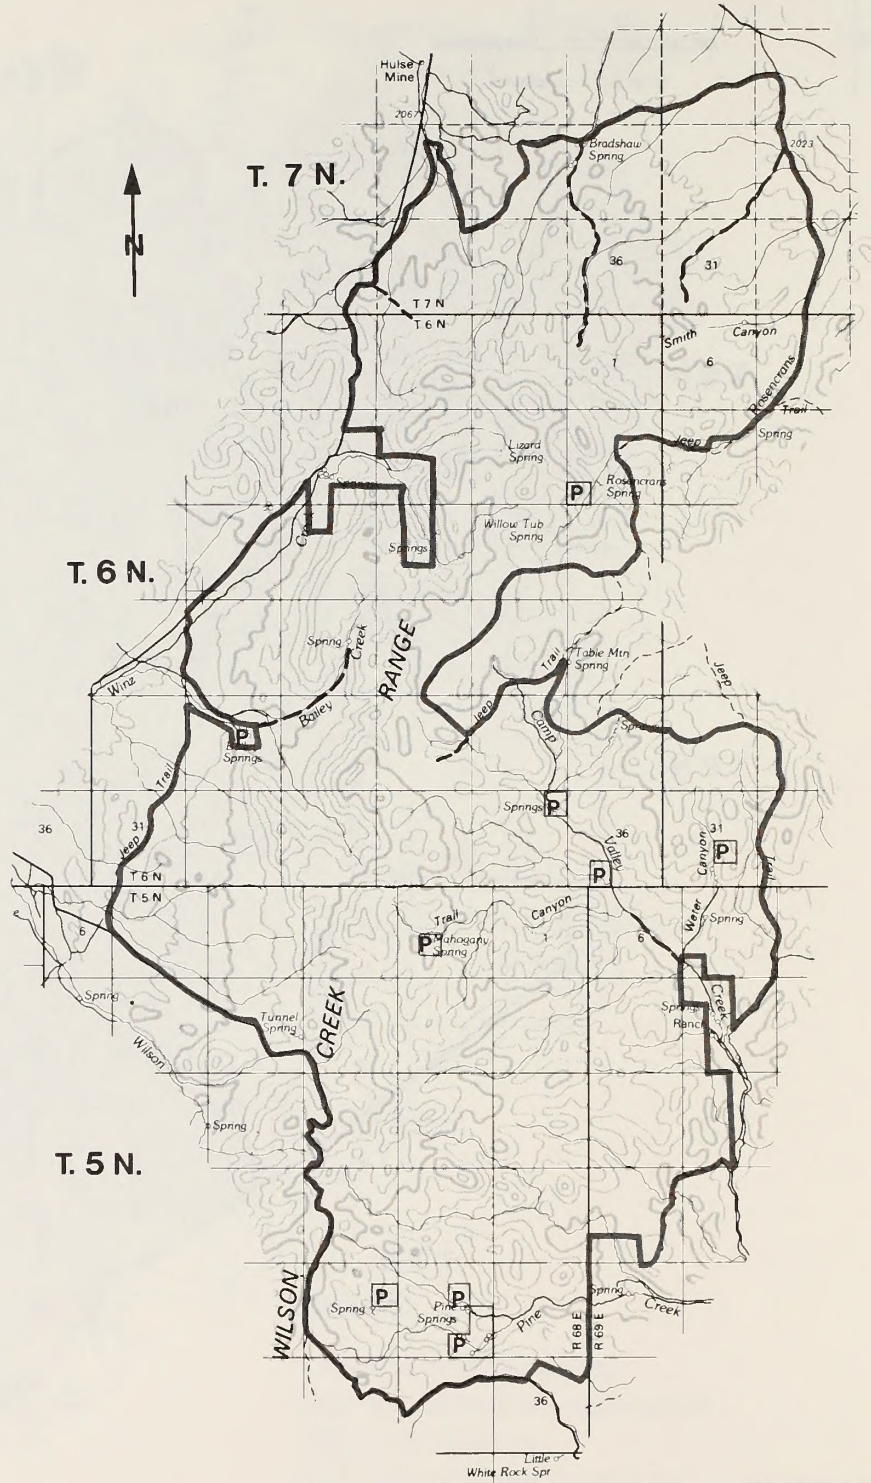 Hulse
Mine
2067
Bradshaw
Spring
2023
T. 7 N.
N
36
31
T 7 N
T 6 N
Smith
Canyon
1
6
Rosencrans
Trail
Spring
Jeep
Lizard
Spring
Rosencrans
Spring
P
Willow Tub
Spring
Springs
T. 6 N.
Spring
Creek
RANGE
Trail
Table Mtn
Spring
Jeep
Winz
Bailey
Jeep
Camp
P
Springs
Trail
Springs
P
36
31
Jeep
36
Valley
31
Canyon
P
Trail
P
T 6 N
T 5 N
6
Trail
Canyon
1
6
Water
Spring
P
Mahogany
Spring
Spring
Tunnel
Spring
CREEK
Springs
Ranch
Creek
Wilson
Spring
T. 5 N.
WILSON
P
Spring
P
Pine
Springs
P
Pine
Spring
Creek
R 68 E
R 69 E
36
Little
White Rock Spr